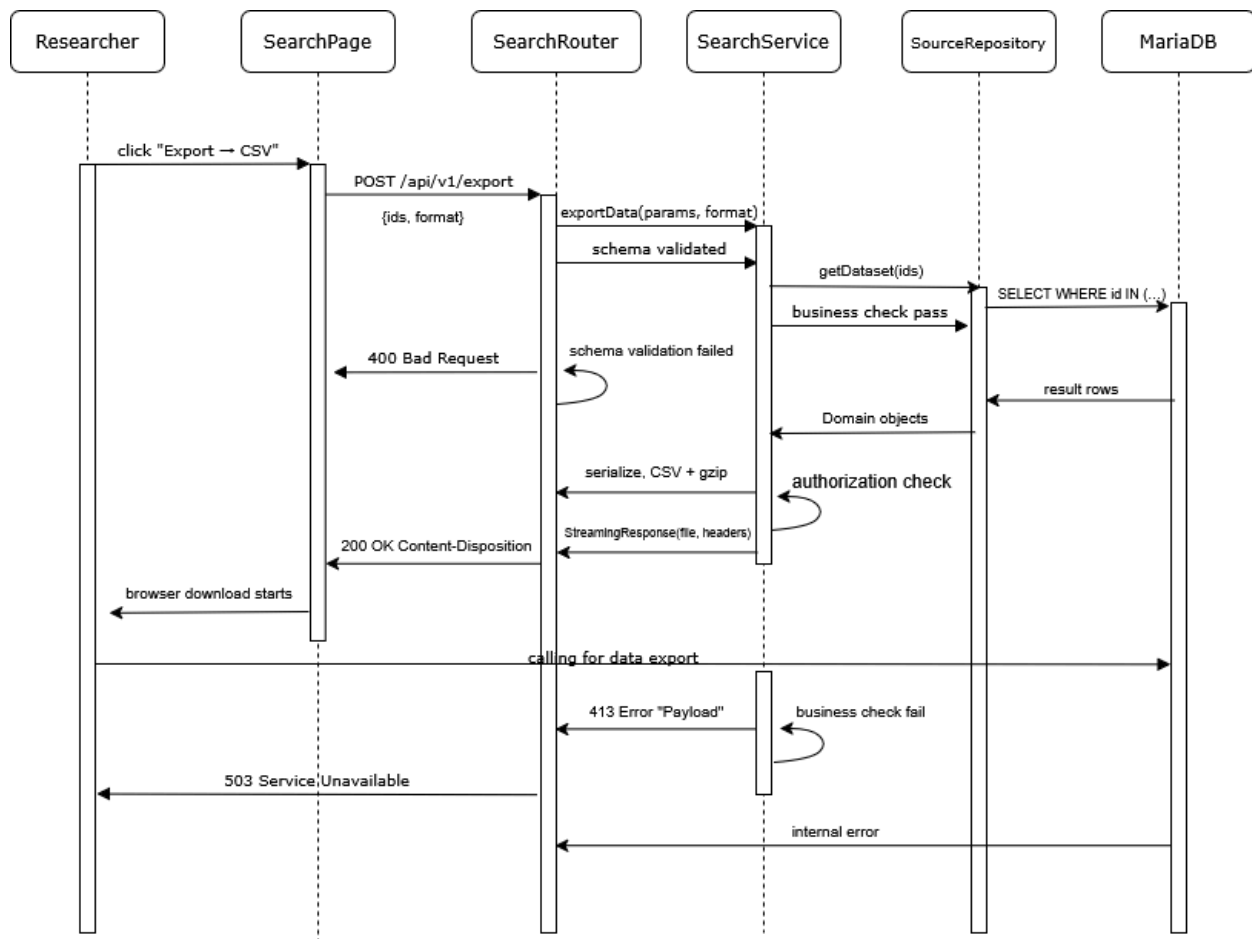 Researcher
SearchPage
SearchRouter
SearchService
SourceRepository
MariaDB
click "Export → CSV"
POST /api/v1/export
{ids, format}
exportData(params, format)
schema validated
getDataset(ids)
SELECT WHERE id IN (...)
business check pass
400 Bad Request
schema validation failed
result rows
Domain objects
serialize, CSV + gzip
authorization check
StreamingResponse(file, headers)
200 OK Content-Disposition
browser download starts
calling for data export
413 Error "Payload"
business check fail
503 Service Unavailable
internal error